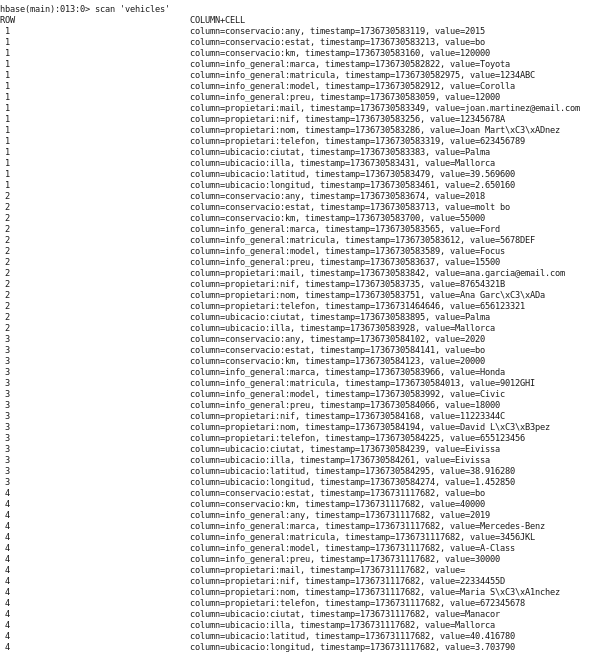 hbase(main):013:0> scan 'vehicles'
ROW COLUMN+CELL
1 column=conservacio:any, timestamp=1736730583119, value=2015
1 column=conservacio:estat, timestamp=1736730583213, value=bo
1 column=conservacio:km, timestamp=1736730583160, value=120000
1 column=info_general:marca, timestamp=1736730582822, value=Toyota
1 column=info_general:matricula, timestamp=1736730582975, value=1234ABC
1 column=info_general:model, timestamp=1736730582912, value=Corolla
1 column=info_general:preu, timestamp=1736730583059, value=12000
1 column=propietari:mail, timestamp=1736730583349, value=joan.martinez@email.com
1 column=propietari:nif, timestamp=1736730583256, value=12345678A
1 column=propietari:nom, timestamp=1736730583286, value=Joan Mart\xC3\xADnez
1 column=propietari:telefon, timestamp=1736730583319, value=623456789
1 column=ubicacio:ciutat, timestamp=1736730583383, value=Palma
1 column=ubicacio:illa, timestamp=1736730583431, value=Mallorca
1 column=ubicacio:latitud, timestamp=1736730583479, value=39.569600
1 column=ubicacio:longitud, timestamp=1736730583461, value=2.650160
2 column=conservacio:any, timestamp=1736730583674, value=2018
2 column=conservacio:estat, timestamp=1736730583713, value=molt bo
2 column=conservacio:km, timestamp=1736730583700, value=55000
2 column=info_general:marca, timestamp=1736730583565, value=Ford
2 column=info_general:matricula, timestamp=1736730583612, value=5678DEF
2 column=info_general:model, timestamp=1736730583589, value=Focus
2 column=info_general:preu, timestamp=1736730583637, value=15500
2 column=propietari:mail, timestamp=1736730583842, value=ana.garcia@email.com
2 column=propietari:nif, timestamp=1736730583735, value=87654321B
2 column=propietari:nom, timestamp=1736730583751, value=Ana Garc\xC3\xADa
2 column=propietari:telefon, timestamp=1736731464646, value=656123321
2 column=ubicacio:ciutat, timestamp=1736730583895, value=Palma
2 column=ubicacio:illa, timestamp=1736730583928, value=Mallorca
3 column=conservacio:any, timestamp=1736730584102, value=2020
3 column=conservacio:estat, timestamp=1736730584141, value=bo
3 column=conservacio:km, timestamp=1736730584123, value=20000
3 column=info_general:marca, timestamp=1736730583966, value=Honda
3 column=info_general:matricula, timestamp=1736730584013, value=9012GHI
3 column=info_general:model, timestamp=1736730583992, value=Civic
3 column=info_general:preu, timestamp=1736730584066, value=18000
3 column=propietari:nif, timestamp=1736730584168, value=11223344C
3 column=propietari:nom, timestamp=1736730584194, value=David L\xC3\xB3pez
3 column=propietari:telefon, timestamp=1736730584225, value=655123456
3 column=ubicacio:ciutat, timestamp=1736730584239, value=Eivissa
3 column=ubicacio:illa, timestamp=1736730584261, value=Eivissa
3 column=ubicacio:latitud, timestamp=1736730584295, value=38.916280
3 column=ubicacio:longitud, timestamp=1736730584274, value=1.452850
4 column=conservacio:estat, timestamp=1736731117682, value=bo
4 column=conservacio:km, timestamp=1736731117682, value=40000
4 column=info_general:any, timestamp=1736731117682, value=2019
4 column=info_general:marca, timestamp=1736731117682, value=Mercedes-Benz
4 column=info_general:matricula, timestamp=1736731117682, value=3456JKL
4 column=info_general:model, timestamp=1736731117682, value=A-Class
4 column=info_general:preu, timestamp=1736731117682, value=30000
4 column=propietari:mail, timestamp=1736731117682, value=
4 column=propietari:nif, timestamp=1736731117682, value=22334455D
4 column=propietari:nom, timestamp=1736731117682, value=Maria S\xC3\xA1nchez
4 column=propietari:telefon, timestamp=1736731117682, value=672345678
4 column=ubicacio:ciutat, timestamp=1736731117682, value=Manacor
4 column=ubicacio:illa, timestamp=1736731117682, value=Mallorca
4 column=ubicacio:latitud, timestamp=1736731117682, value=40.416780
4 column=ubicacio:longitud, timestamp=1736731117682, value=3.703790